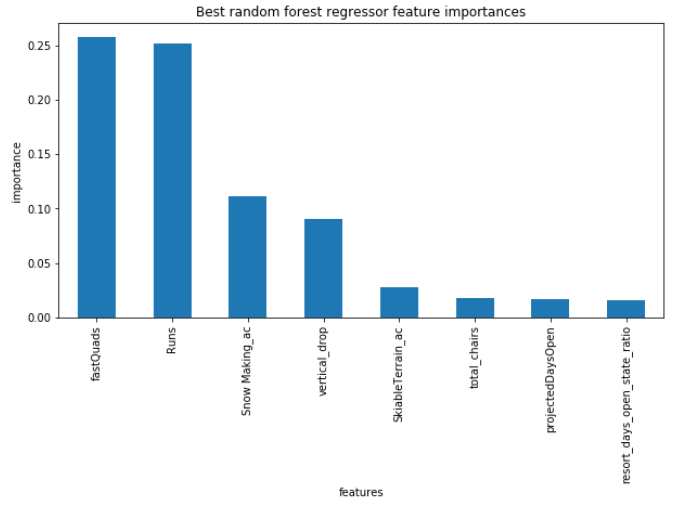 Best random forest regressor feature importances
importance
0.25
0.20
0.15
0.10
0.05
0.00
fastQuads
Runs
Snow Making_ac
vertical_drop
SkiableTerrain_ac
total_chairs
projectedDaysOpen
resort_days_open_state_ratio
features